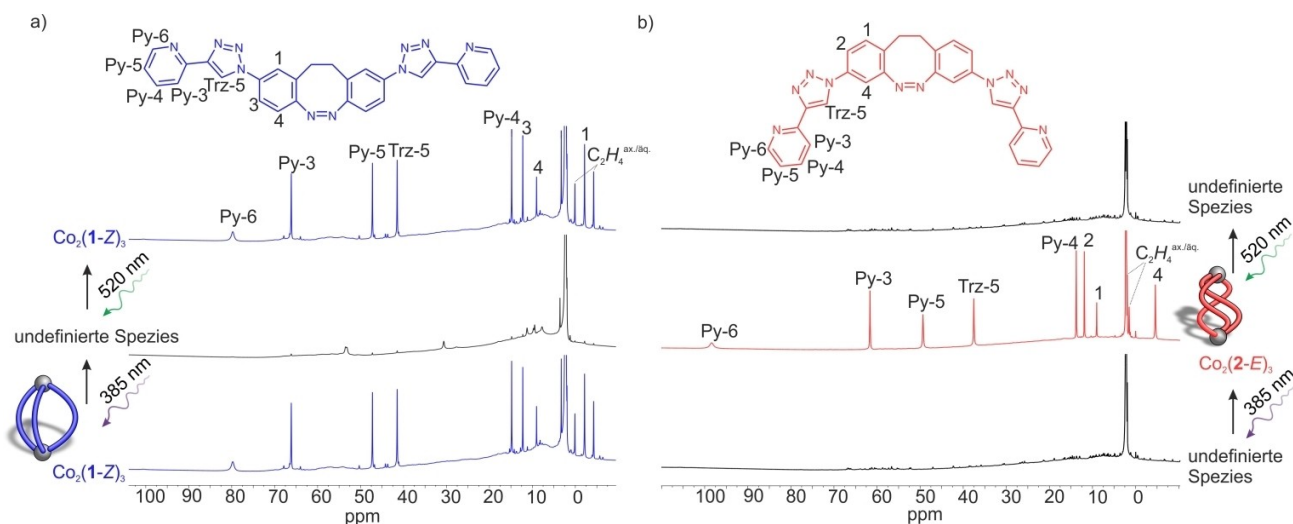 a)
Py-6
N
N
N
Py-5
N
Py-4
Py-3
Trz-5
1
3
4
N=N
N
N
N
N
Py-6
Py-3
Py-5
Trz-5
Py-4
3
4
1
C₂H₄ᵃˣ·/ᵃ̈q.
Co₂(1-Z)₃
520 nm
undefinierte Spezies
385 nm
Co₂(1-Z)₃
100 90 80 70 60 50 40 30 20 10 0
ppm
b)
1
2
4
N
N=N
N
N
N
N
N
N
Trz-5
N
Py-6
Py-3
Py-5
Py-4
N
undefinierte
Spezies
520 nm
Py-6
Py-3
Py-5
Trz-5
Py-4
2
1
C₂H₄ᵃˣ·/ᵃ̈q.
4
Co₂(2-E)₃
385 nm
undefinierte
Spezies
100 90 80 70 60 50 40 30 20 10 0
ppm